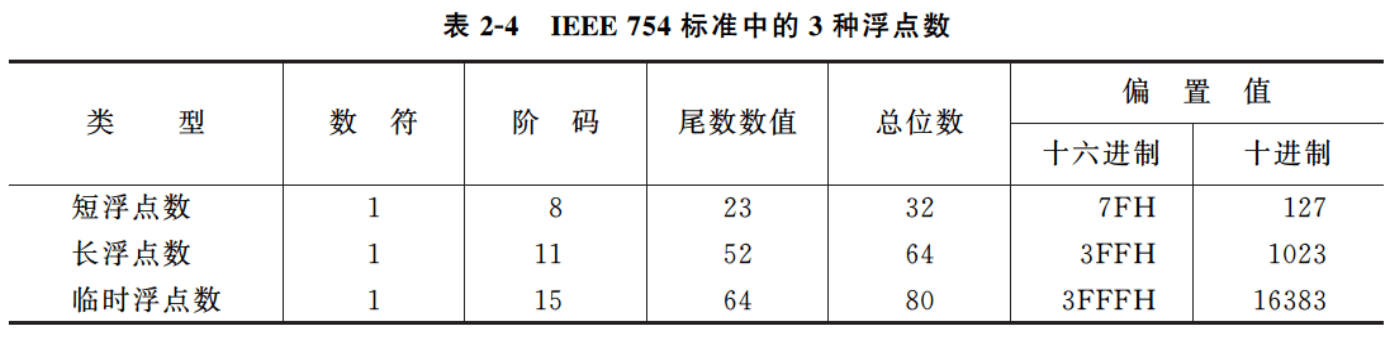 表 2-4 IEEE 754 标准中的 3 种浮点数
类 型 数 符 阶 码 尾数数值 总位数 偏 置 值
十六进制 十进制
短浮点数 1 8 23 32 7FH 127
长浮点数 1 11 52 64 3FFH 1023
临时浮点数 1 15 64 80 3FFFH 16383